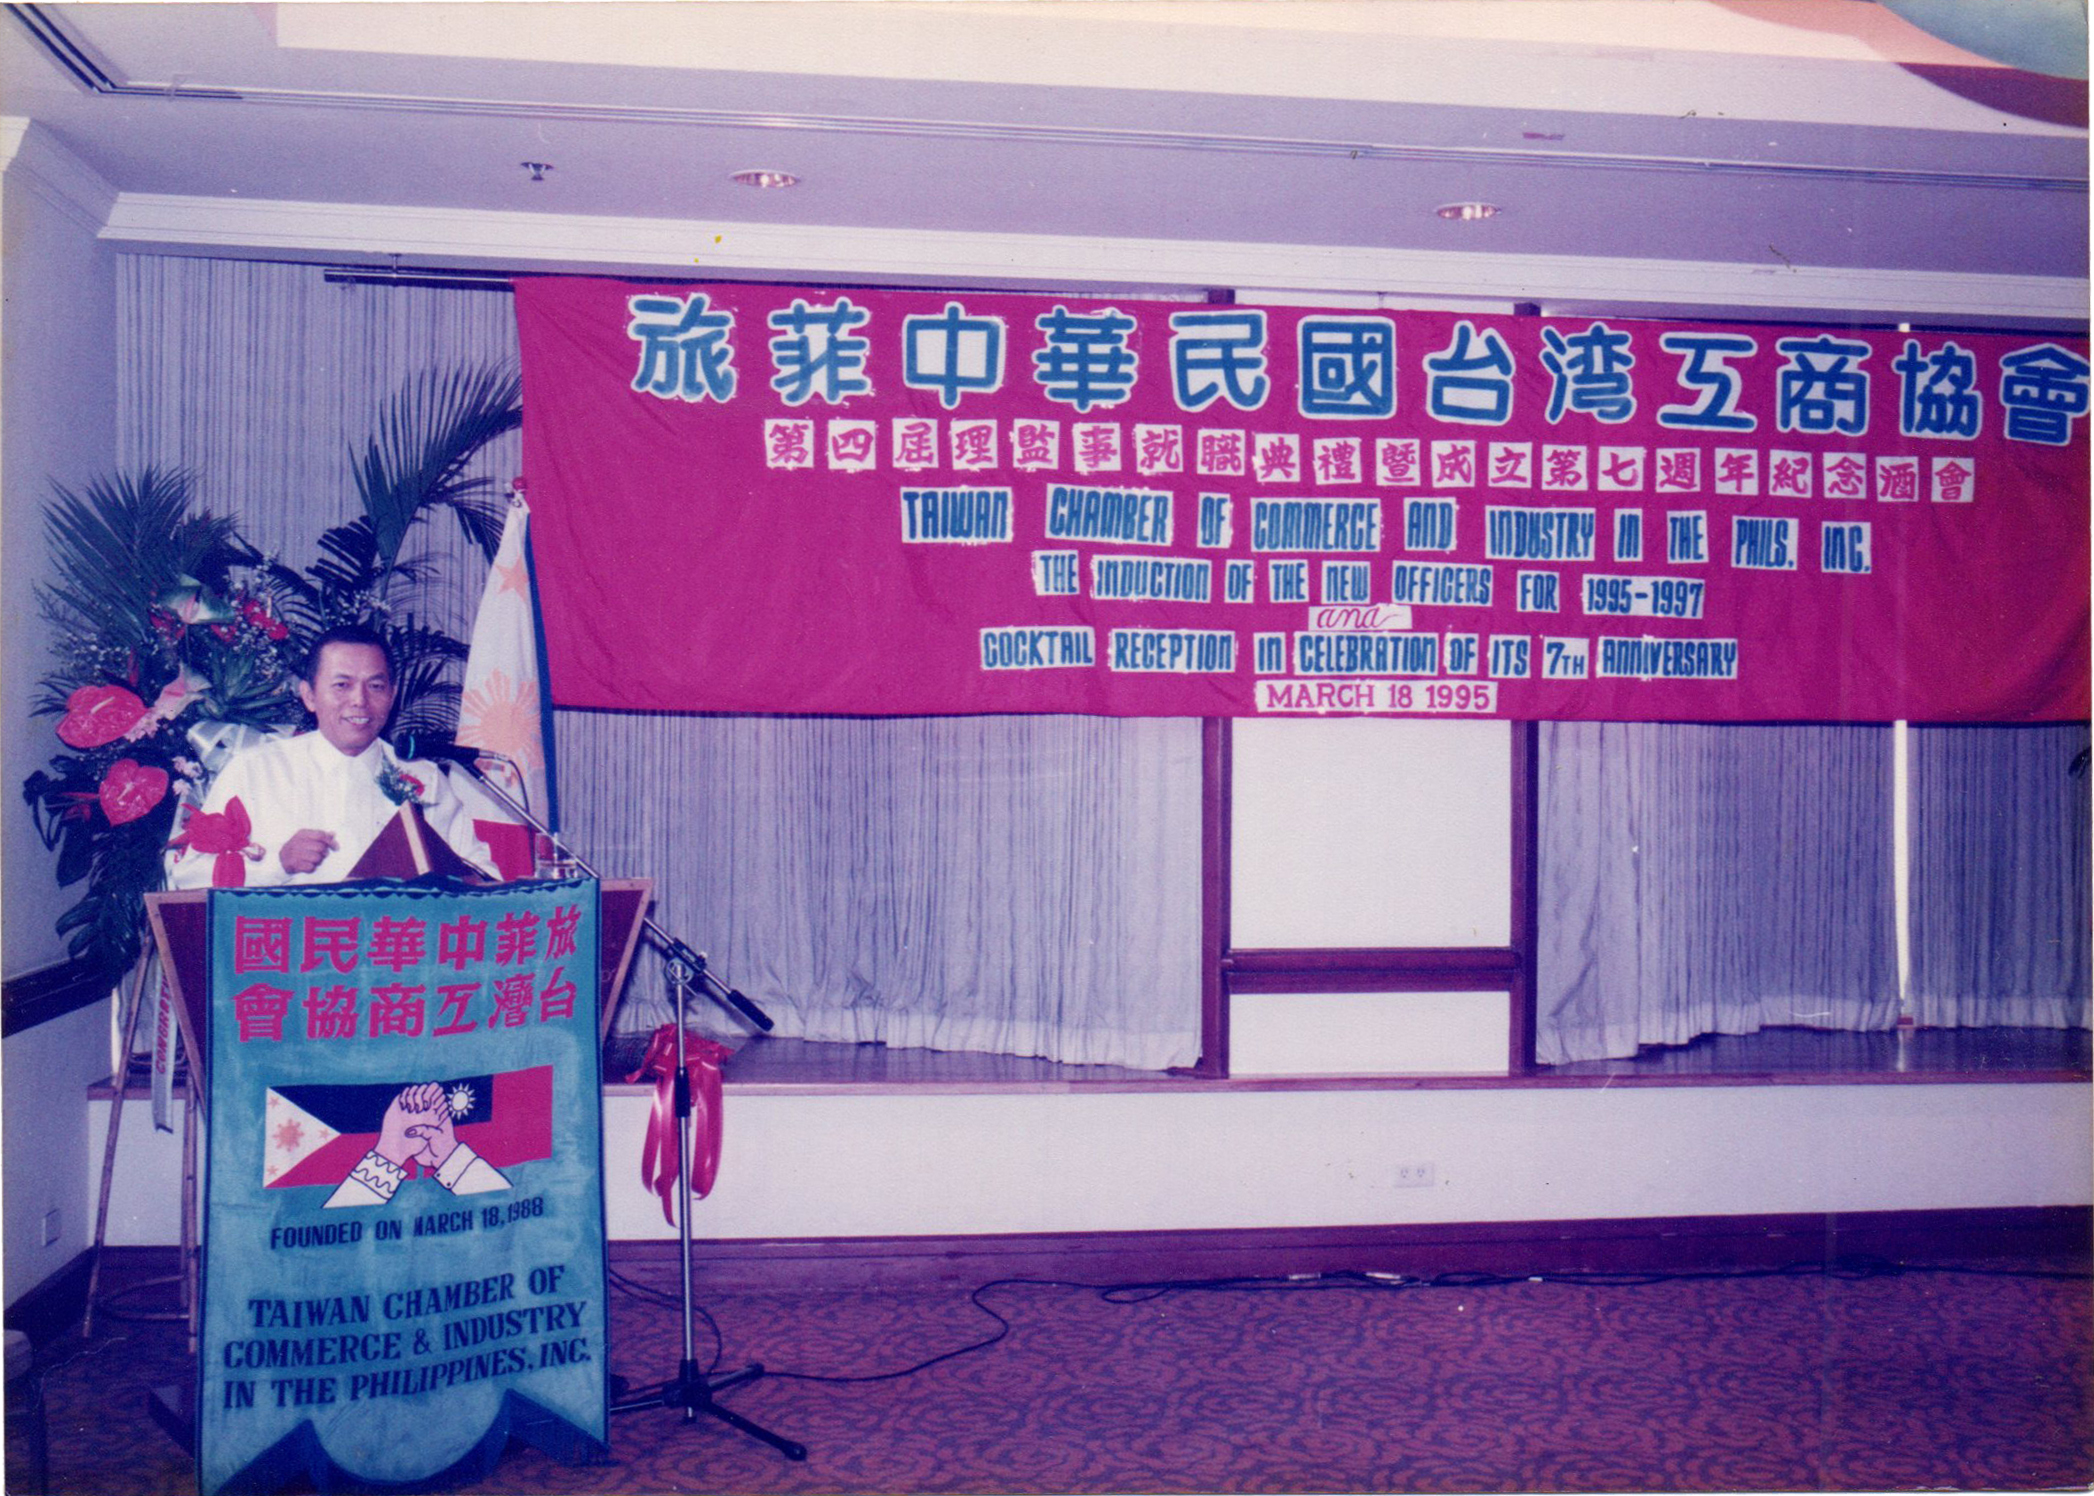 旅菲中華民國台湾工商協會
第四屆理監事就職典禮暨成立第七週年紀念酒會
TAIWAN CHAMBER OF COMMERCE AND INDUSTRY IN THE PHILS. INC.
THE INDUCTION OF THE NEW OFFICERS FOR 1995-1997
and
COCKTAIL RECEPTION IN CELEBRATION OF ITS 7TH ANNIVERSARY
MARCH 18 1995
國民華中菲旅
會協商工灣台
FOUNDED ON MARCH 18, 1988
TAIWAN CHAMBER OF
COMMERCE & INDUSTRY
IN THE PHILIPPINES, INC.